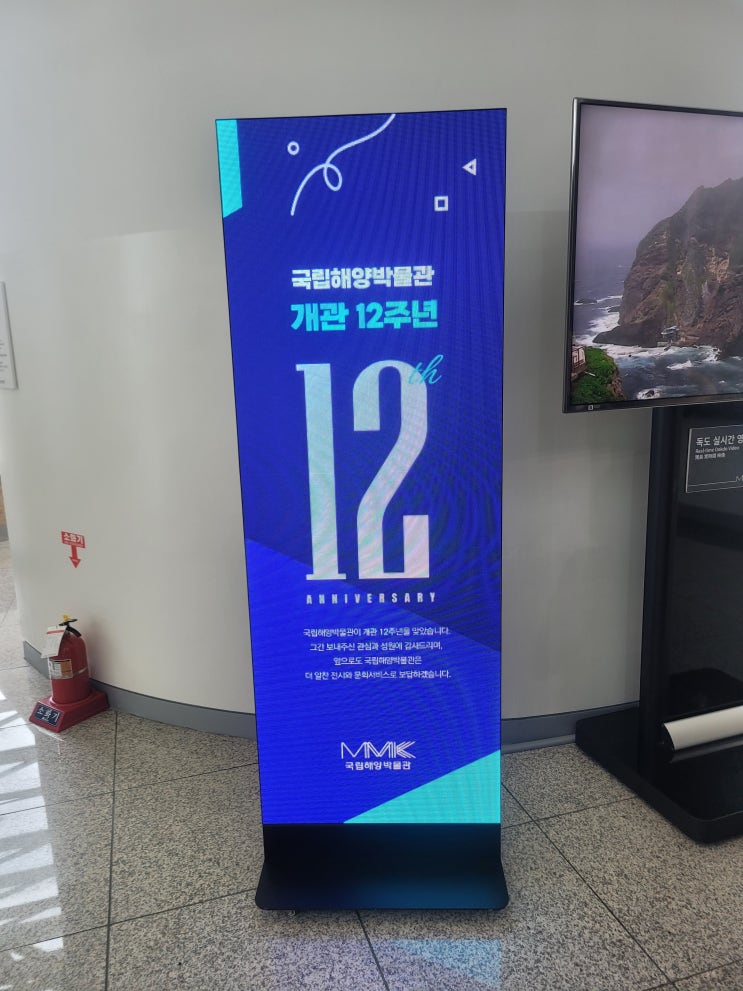 국립해양박물관
개관 12주년
12th
ANNIVERSARY
국립해양박물관이 개관 12주년을 맞았습니다.
그간 보내주신 관심과 성원에 감사드리며,
앞으로도 국립해양박물관은
더 알찬 전시와 문화서비스로 보답하겠습니다.
MMK
국립해양박물관
독도 실시간 영
Real-time Dokdo Video
소화기
소화기